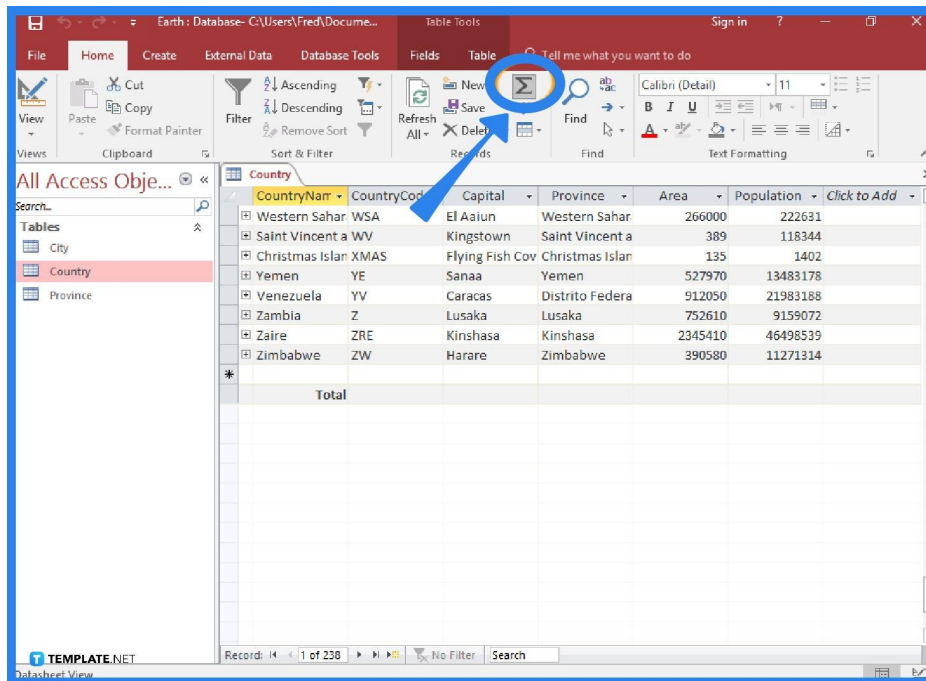 Earth : Database- C:\Users\Fred\Docume... Table Tools Sign in ?
File Home Create External Data Database Tools Fields Table Tell me what you want to do
View Paste Cut Copy Format Painter
Filter Ascending Descending Remove Sort
Refresh All New Save Delet Σ
Find ab ac
Calibri (Detail) 11
B I U
A ab
Views Clipboard Sort & Filter Records Find Text Formatting
All Access Obje... «
Search...
Tables
City
Country
Province
Country
CountryNam CountryCod Capital Province Area Population Click to Add
Western Sahar WSA El Aaiun Western Sahar 266000 222631
Saint Vincent a WV Kingstown Saint Vincent a 389 118344
Christmas Islan XMAS Flying Fish Cov Christmas Islan 135 1402
Yemen YE Sanaa Yemen 527970 13483178
Venezuela YV Caracas Distrito Federa 912050 21983188
Zambia Z Lusaka Lusaka 752610 9159072
Zaire ZRE Kinshasa Kinshasa 2345410 46498539
Zimbabwe ZW Harare Zimbabwe 390580 11271314
Total
Record: 1 of 238 No Filter Search
T TEMPLATE.NET
Datasheet View